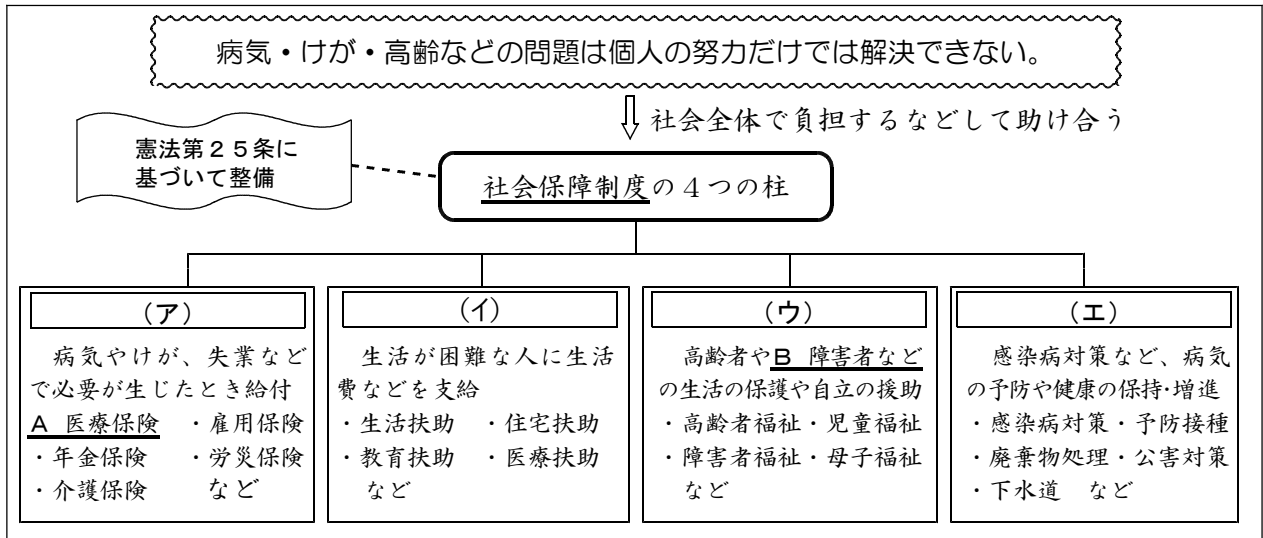 病気・けが・高齢などの問題は個人の努力だけでは解決できない。
社会全体で負担するなどして助け合う
憲法第２５条に
基づいて整備
社会保障制度の４つの柱
（ア）
病気やけが、失業など
で必要が生じたとき給付
Ａ 医療保険 ・雇用保険
・年金保険 ・労災保険
・介護保険 など
（イ）
生活が困難な人に生活
費などを支給
・生活扶助 ・住宅扶助
・教育扶助 ・医療扶助
など
（ウ）
高齢者やＢ 障害者など
の生活の保護や自立の援助
・高齢者福祉・児童福祉
・障害者福祉・母子福祉
など
（エ）
感染病対策など、病気
の予防や健康の保持・増進
・感染病対策・予防接種
・廃棄物処理・公害対策
・下水道 など